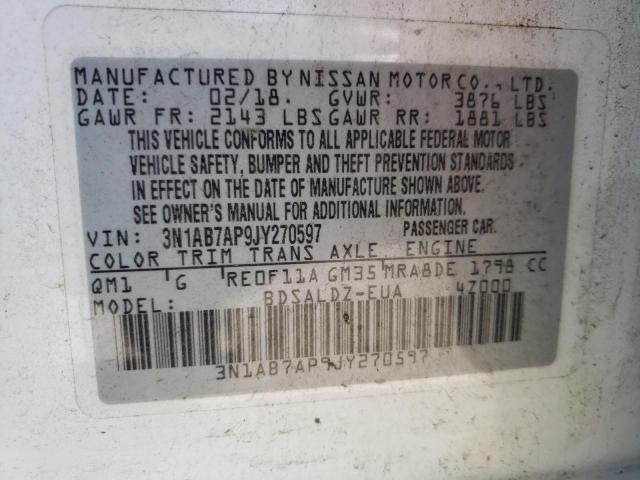 MANUFACTURED BY NISSAN MOTOR CO., LTD.
DATE: 02/18. GVWR: 3876 LBS
GAWR FR: 2143 LBS GAWR RR: 1881 LBS
THIS VEHICLE CONFORMS TO ALL APPLICABLE FEDERAL MOTOR
VEHICLE SAFETY, BUMPER AND THEFT PREVENTION STANDARDS
IN EFFECT ON THE DATE OF MANUFACTURE SHOWN ABOVE.
SEE OWNER'S MANUAL FOR ADDITIONAL INFORMATION.
VIN: 3N1AB7AP9JY270597 PASSENGER CAR.
COLOR TRIM TRANS AXLE ENGINE
QM1 G RE0F11A GM35 MRA8DE 1798 CC
MODEL: BDSALDZ-EUA 4Z000
3N1AB7AP9JY270597